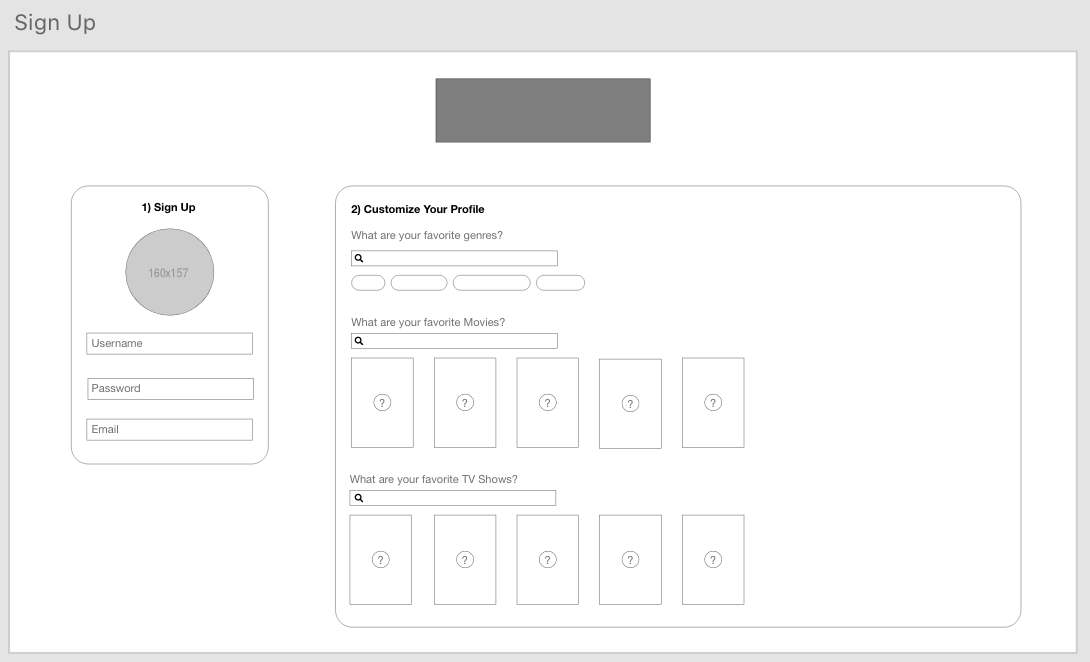 Sign Up
1) Sign Up
160x157
Username
Password
Email
2) Customize Your Profile
What are your favorite genres?
What are your favorite Movies?
? ? ? ? ?
What are your favorite TV Shows?
? ? ? ? ?